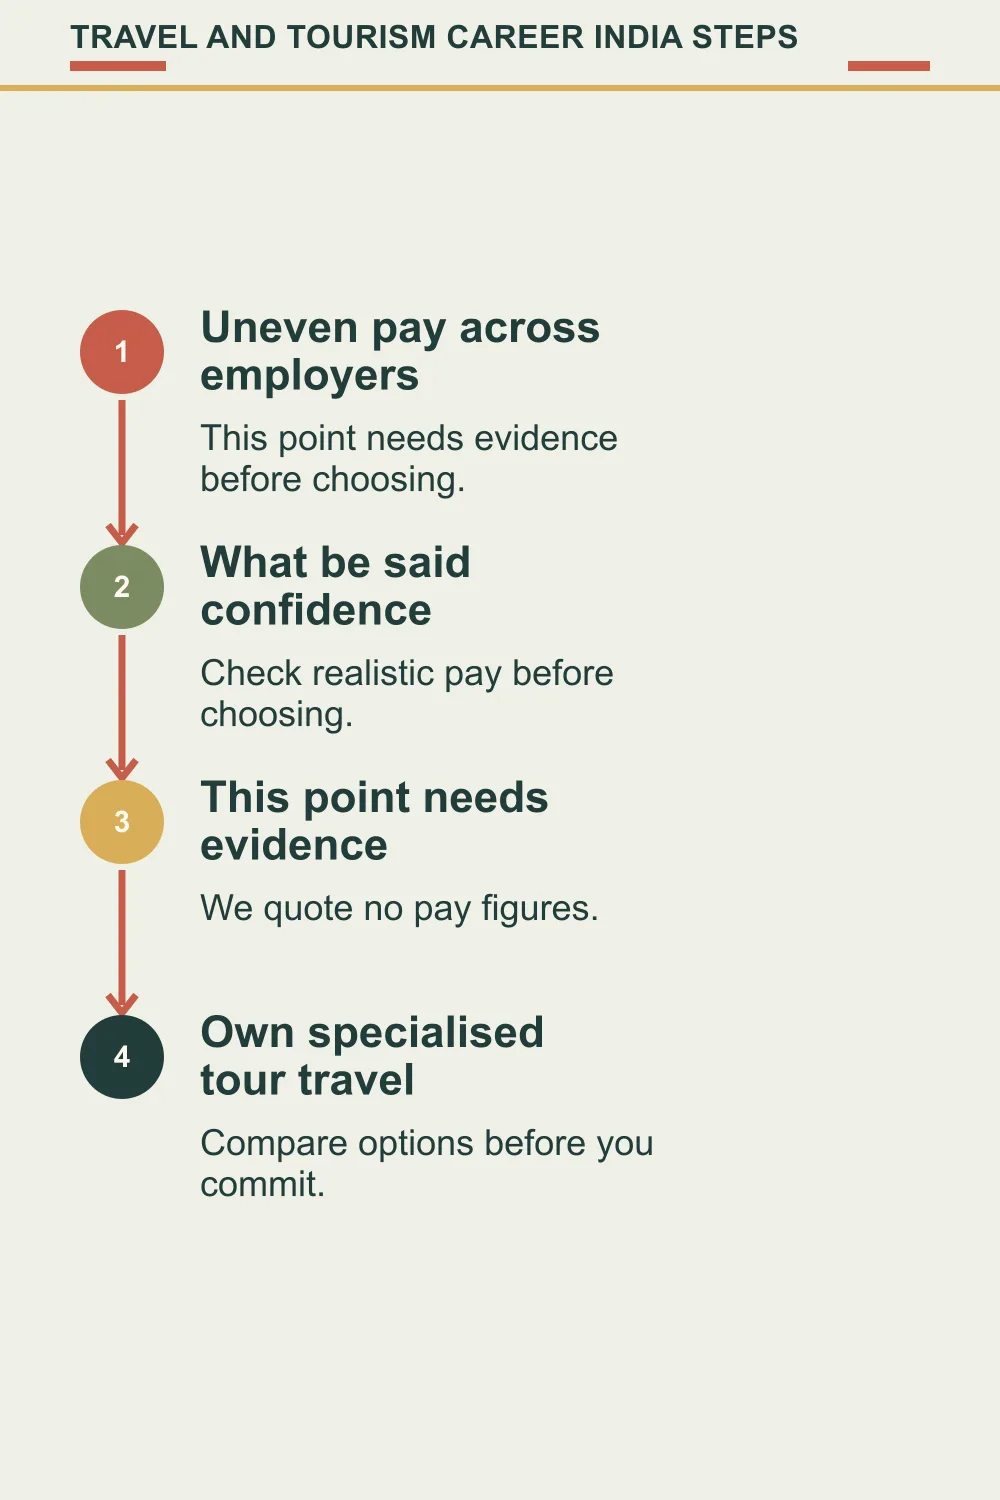 TRAVEL AND TOURISM CAREER INDIA STEPS
1
Uneven pay across
employers
This point needs evidence
before choosing.
2
What be said
confidence
Check realistic pay before
choosing.
3
This point needs
evidence
We quote no pay figures.
4
Own specialised
tour travel
Compare options before you
commit.